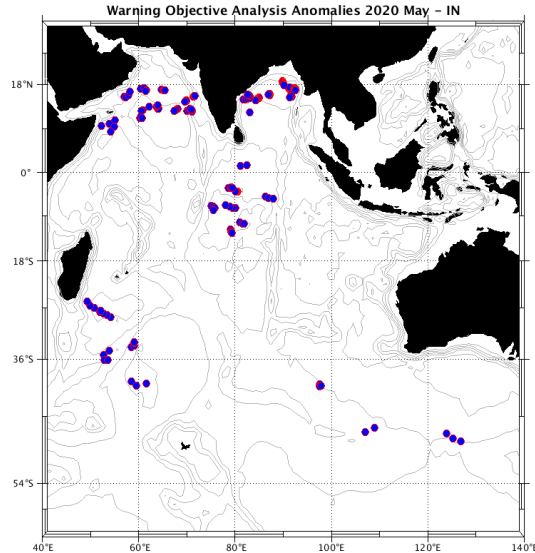 Warning Objective Analysis Anomalies 2020 May – IN
18°N
0°
18°S
36°S
54°S
40°E 60°E 80°E 100°E 120°E 140°E